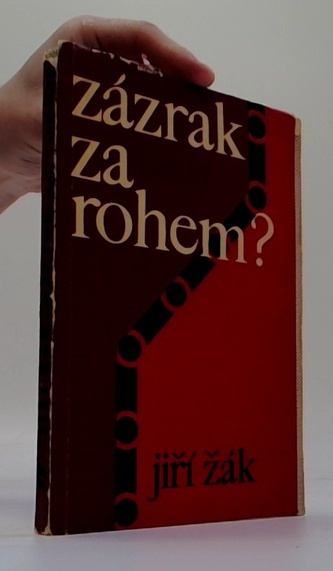 zázrak
za
rohem?
jiří žák